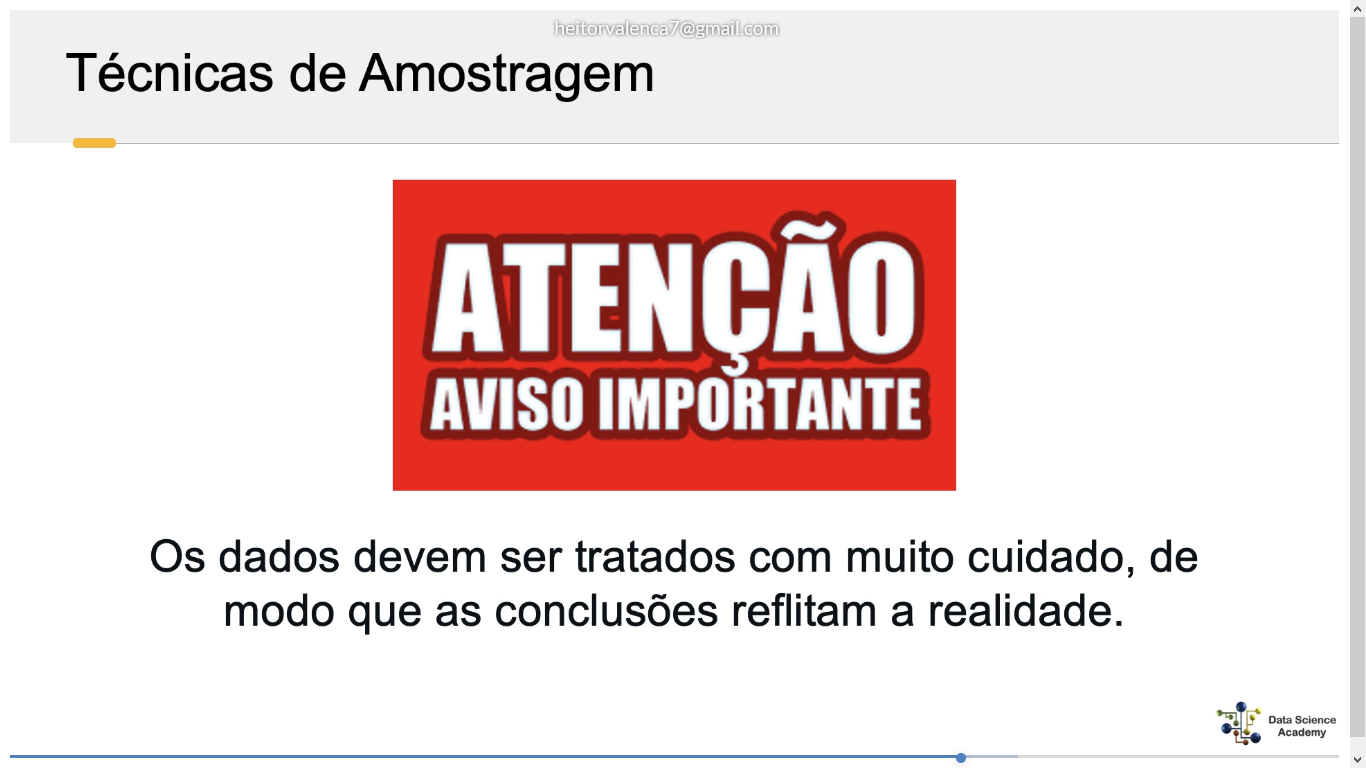 heitorvalenca7@gmail.com
Técnicas de Amostragem
ATENÇÃO
AVISO IMPORTANTE
Os dados devem ser tratados com muito cuidado, de
modo que as conclusões reflitam a realidade.
Data Science
Academy